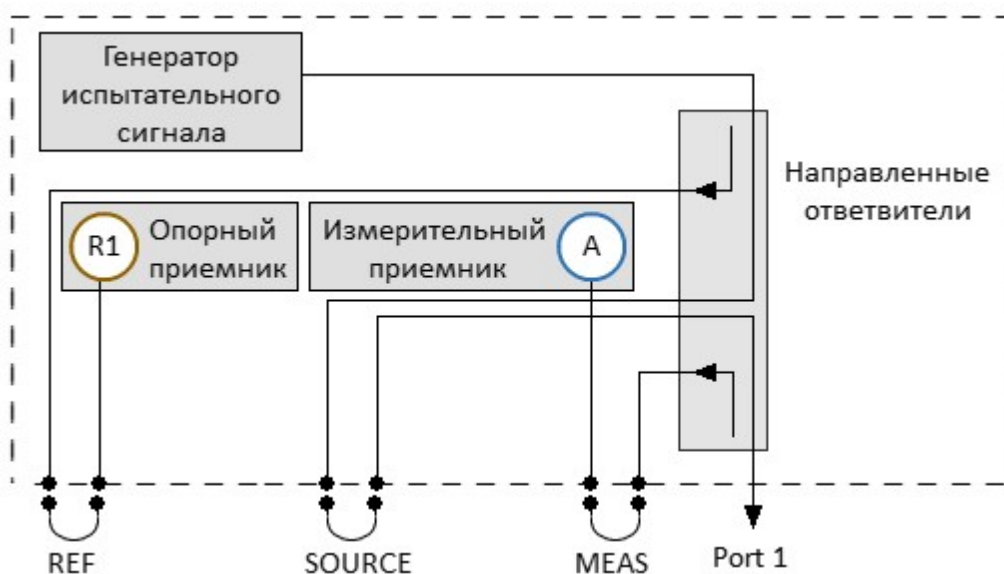 Генератор
испытательного
сигнала
Направленные
ответвители
R1
Опорный
приемник
Измерительный
приемник
A
REF
SOURCE
MEAS
Port 1